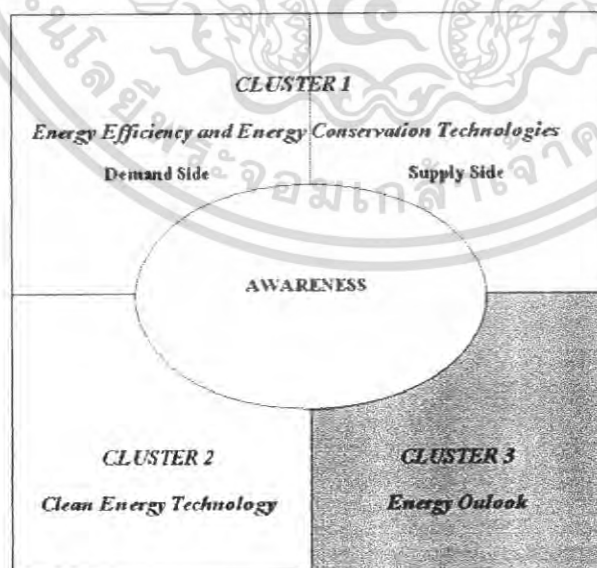 CLUSTER 1
Energy Efficiency and Energy Conservation Technologies
Demand Side
Supply Side
AWARENESS
CLUSTER 2
Clean Energy Technology
CLUSTER 3
Energy Oulook